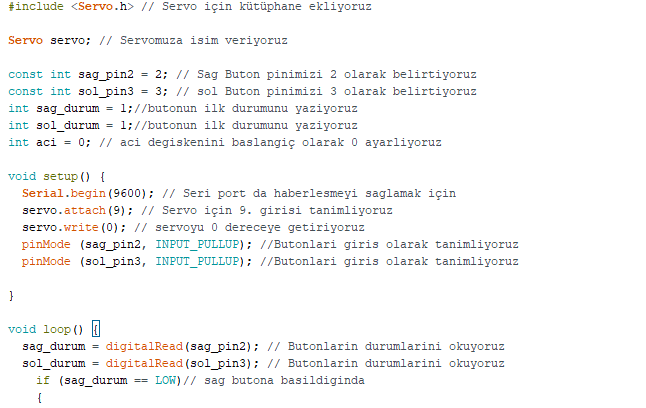 #include <Servo.h> // Servo için kütüphane ekliyoruz
Servo servo; // Servomuza isim veriyoruz
const int sag_pin2 = 2; // Sag Buton pinimizi 2 olarak belirtiyoruz
const int sol_pin3 = 3; // sol Buton pinimizi 3 olarak belirtiyoruz
int sag_durum = 1;//butonun ilk durumunu yaziyoruz
int sol_durum = 1;//butonun ilk durumunu yaziyoruz
int aci = 0; // aci degiskenini baslangiç olarak 0 ayarliyoruz
void setup() {
  Serial.begin(9600); // Seri port da haberlesmeyi saglamak için
  servo.attach(9); // Servo için 9. girisi tanimliyoruz
  servo.write(0); // servoyu 0 dereceye getiriyoruz
  pinMode (sag_pin2, INPUT_PULLUP); //Butonlari giris olarak tanimliyoruz
  pinMode (sol_pin3, INPUT_PULLUP); //Butonlari giris olarak tanimliyoruz
}
void loop() {
  sag_durum = digitalRead(sag_pin2); // Butonlarin durumlarini okuyoruz
  sol_durum = digitalRead(sol_pin3); // Butonlarin durumlarini okuyoruz
    if (sag_durum == LOW)// sag butona basildiginda
    {